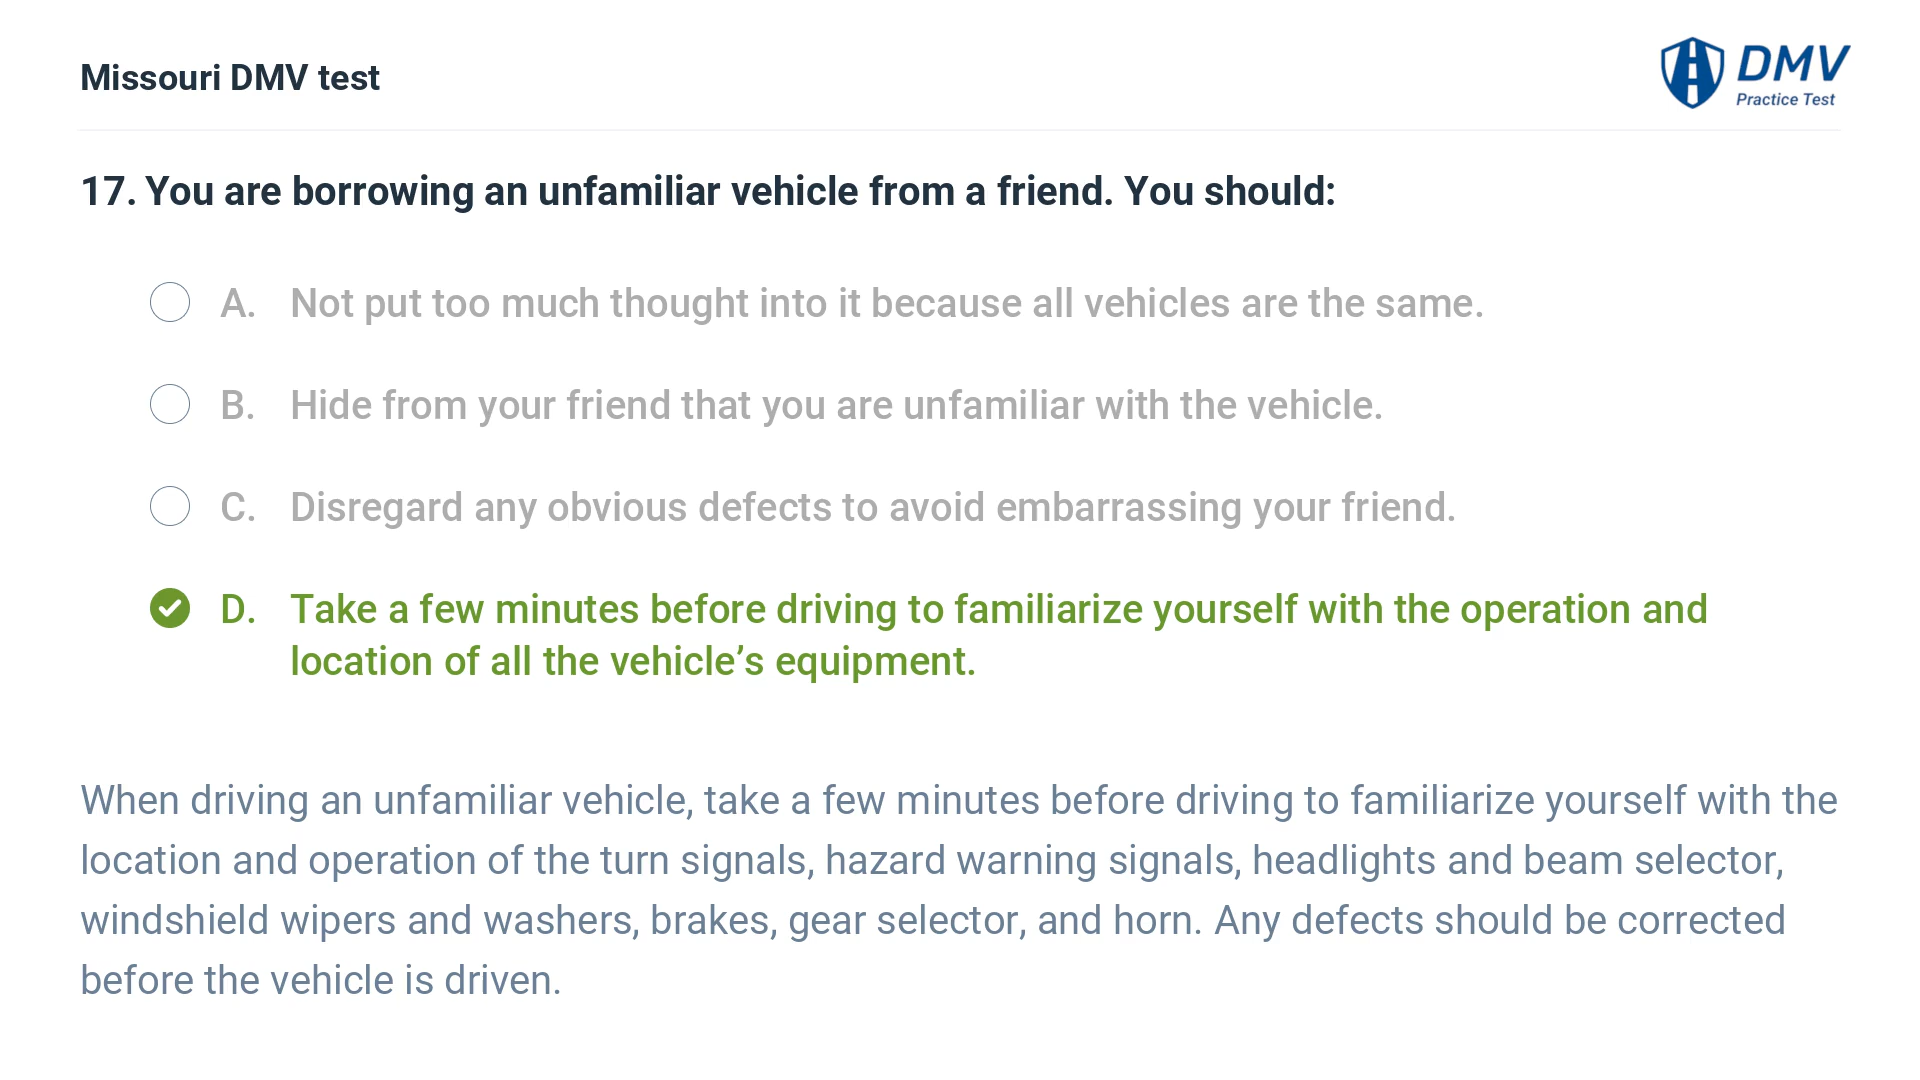 Missouri DMV test
DMV
Practice Test
17. You are borrowing an unfamiliar vehicle from a friend. You should:
A. Not put too much thought into it because all vehicles are the same.
B. Hide from your friend that you are unfamiliar with the vehicle.
C. Disregard any obvious defects to avoid embarrassing your friend.
D. Take a few minutes before driving to familiarize yourself with the operation and
location of all the vehicle’s equipment.
When driving an unfamiliar vehicle, take a few minutes before driving to familiarize yourself with the
location and operation of the turn signals, hazard warning signals, headlights and beam selector,
windshield wipers and washers, brakes, gear selector, and horn. Any defects should be corrected
before the vehicle is driven.